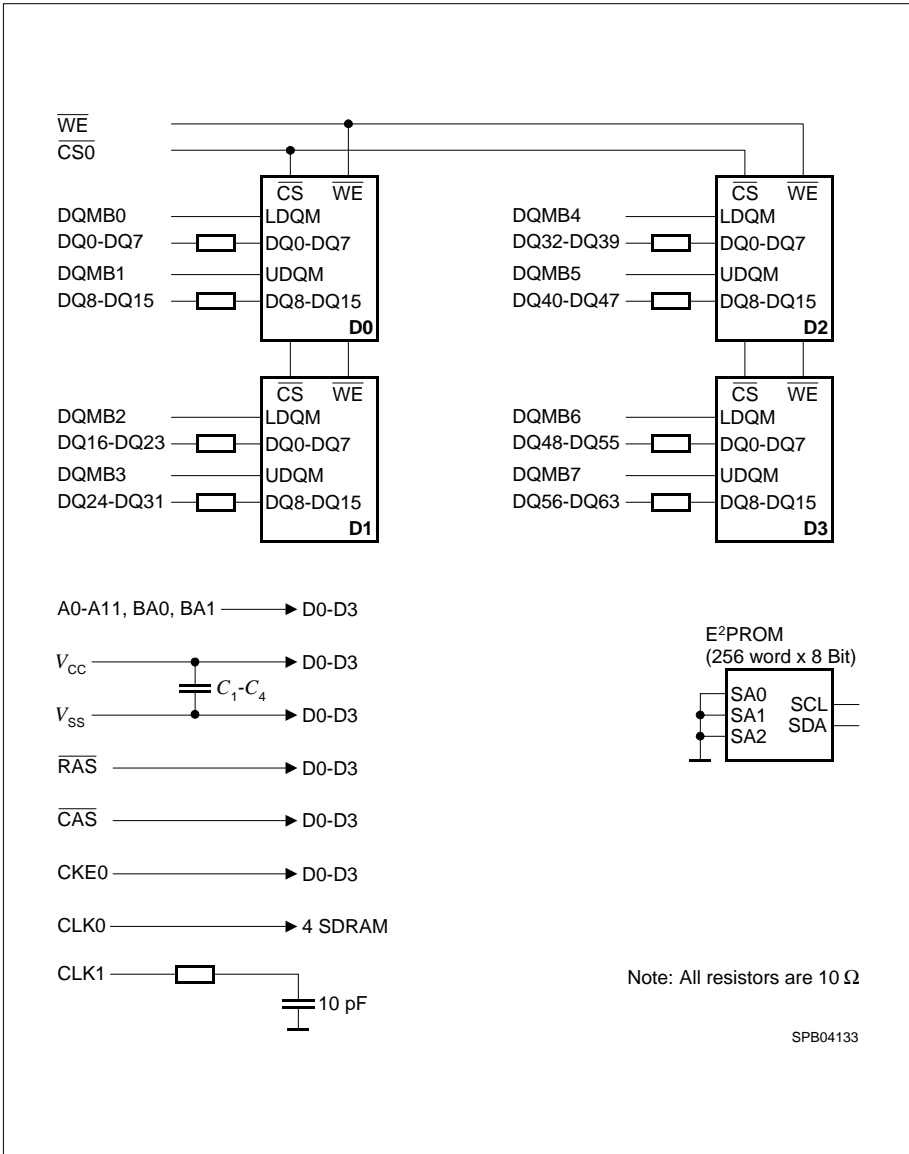 WE
CS0
CS WE
DQMB0 LDQM
DQ0-DQ7 DQ0-DQ7
DQMB1 UDQM
DQ8-DQ15 DQ8-DQ15
D0
CS WE
DQMB4 LDQM
DQ32-DQ39 DQ0-DQ7
DQMB5 UDQM
DQ40-DQ47 DQ8-DQ15
D2
CS WE
DQMB2 LDQM
DQ16-DQ23 DQ0-DQ7
DQMB3 UDQM
DQ24-DQ31 DQ8-DQ15
D1
CS WE
DQMB6 LDQM
DQ48-DQ55 DQ0-DQ7
DQMB7 UDQM
DQ56-DQ63 DQ8-DQ15
D3
A0-A11, BA0, BA1 D0-D3
VCC D0-D3
C1-C4
VSS D0-D3
RAS D0-D3
CAS D0-D3
CKE0 D0-D3
CLK0 4 SDRAM
CLK1
10 pF
E²PROM
(256 word x 8 Bit)
SA0
SCL
SA1
SDA
SA2
Note: All resistors are 10 Ω
SPB04133